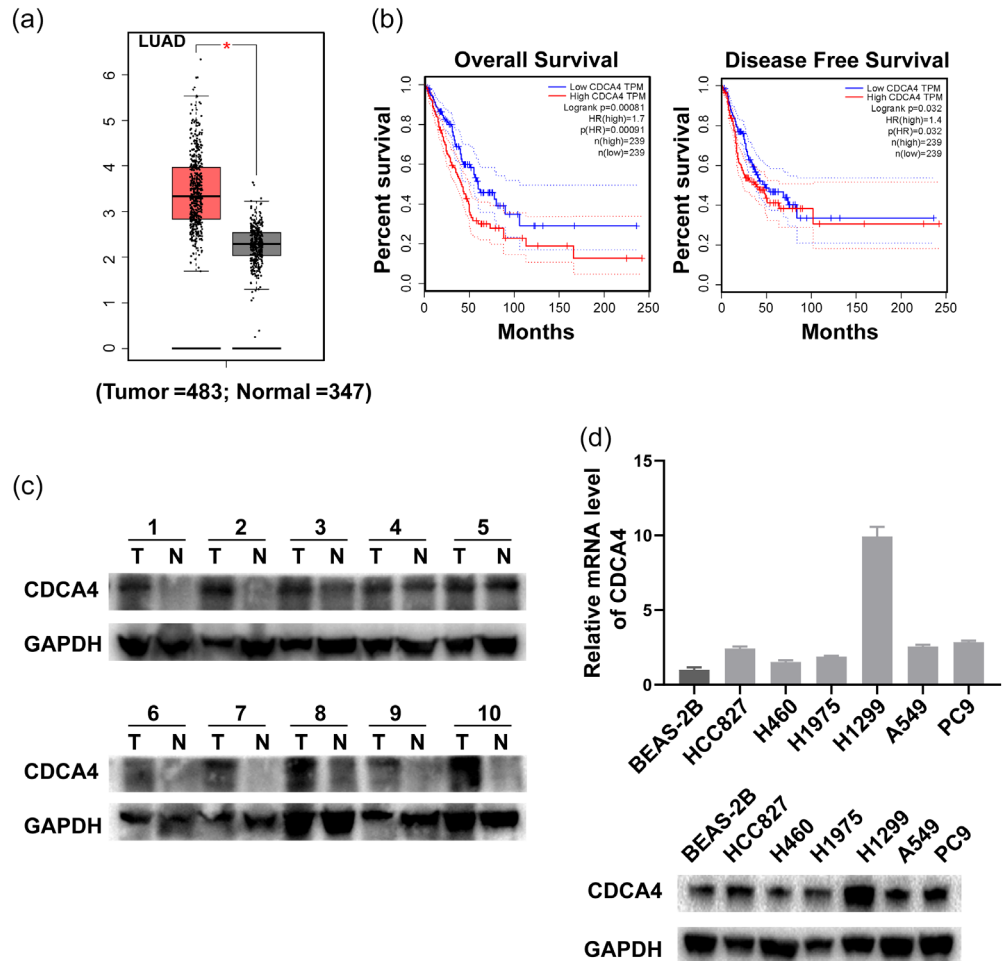 (a)
LUAD
*
6
5
4
3
2
1
0
(Tumor =483; Normal =347)
(b)
Overall Survival
Low CDCA4 TPM
High CDCA4 TPM
Logrank p=0.00081
HR(high)=1.7
p(HR)=0.00091
n(high)=239
n(low)=239
Percent survival
1.0
0.8
0.6
0.4
0.2
0.0
0 50 100 150 200 250
Months
Disease Free Survival
Low CDCA4 TPM
High CDCA4 TPM
Logrank p=0.032
HR(high)=1.4
p(HR)=0.032
n(high)=239
n(low)=239
Percent survival
1.0
0.8
0.6
0.4
0.2
0.0
0 50 100 150 200 250
Months
(c)
1 2 3 4 5
T N T N T N T N T N
CDCA4
GAPDH
6 7 8 9 10
T N T N T N T N T N
CDCA4
GAPDH
(d)
Relative mRNA level
of CDCA4
15
10
5
0
BEAS-2B HCC827 H460 H1975 H1299 A549 PC9
BEAS-2B HCC827 H460 H1975 H1299 A549 PC9
CDCA4
GAPDH